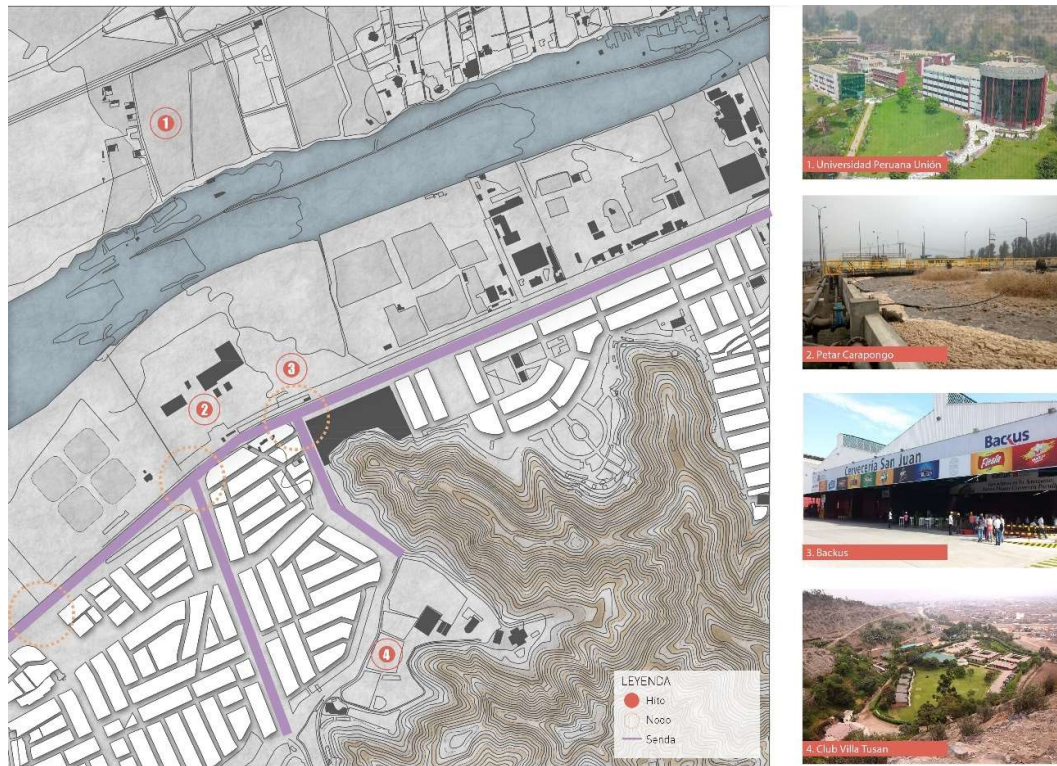 1
2
3
4
LEYENDA
Hito
Nodo
Senda
1. Universidad Peruana Unión
2. Petar Carapongo
Cervecería San Juan
Backus
Fiesta
3. Backus
4. Club Villa Tusan